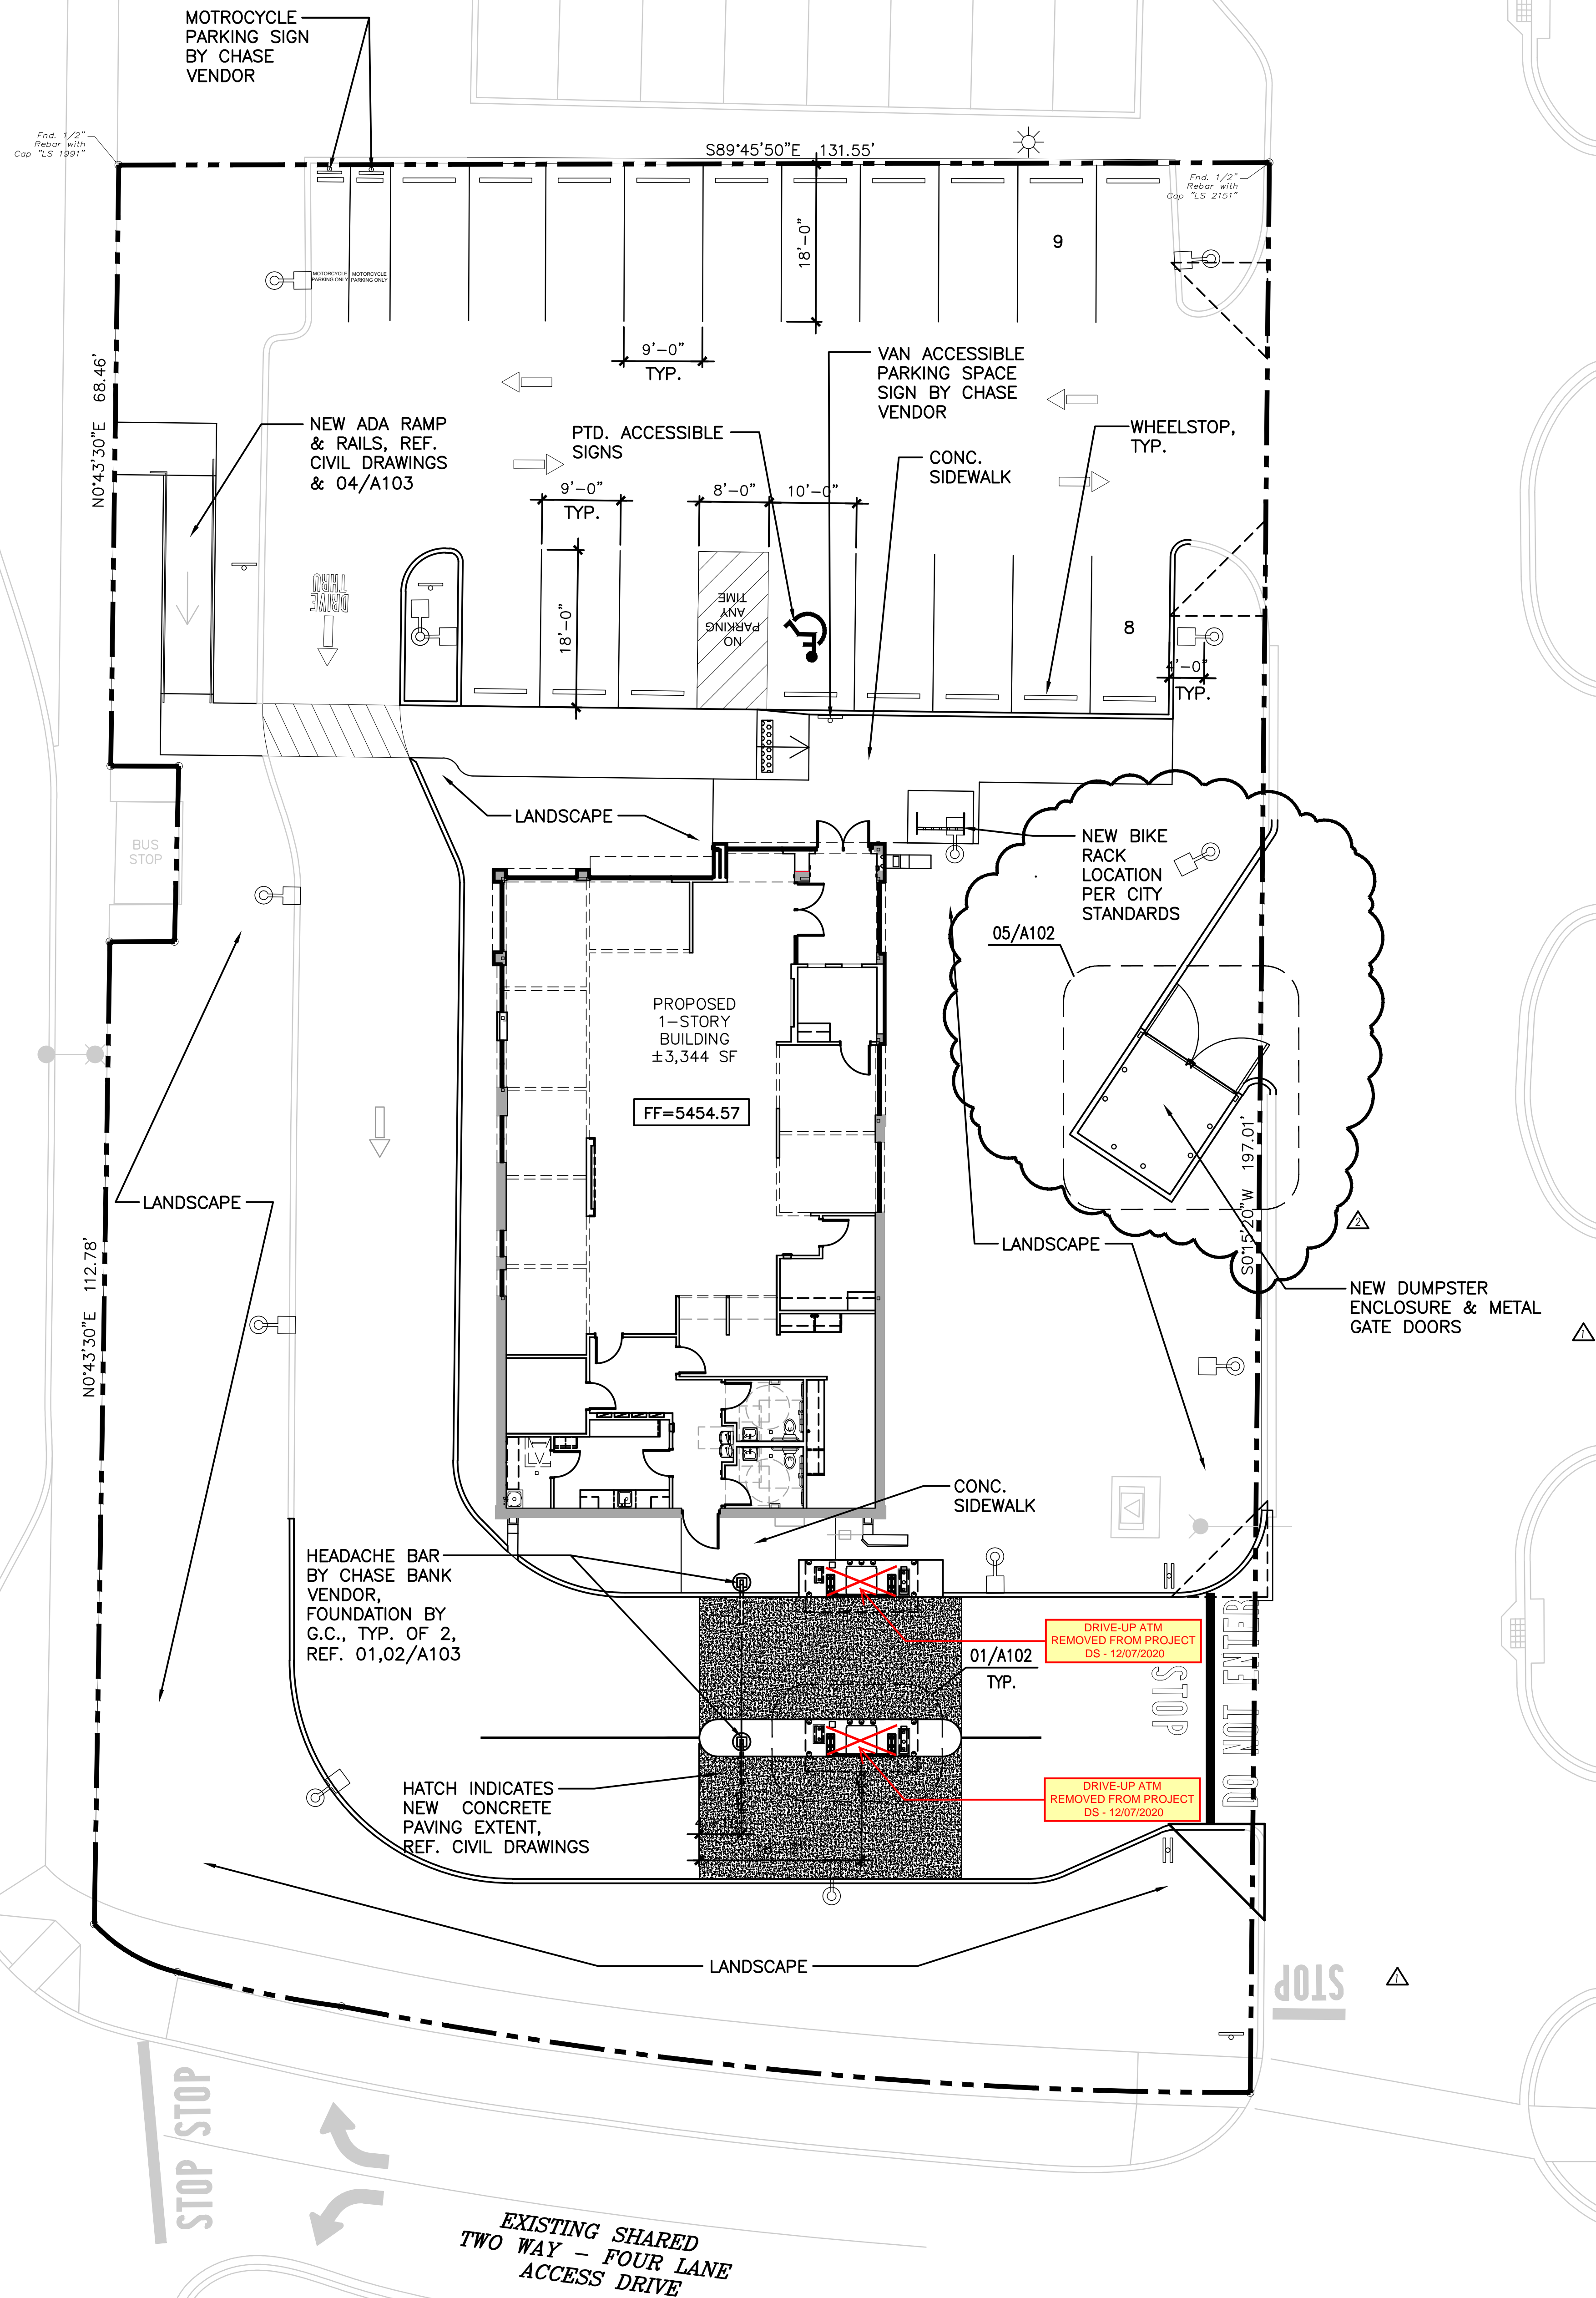 MOTROCYCLE
PARKING SIGN
BY CHASE
VENDOR
Fnd. 1/2"
Rebar with
Cap "LS 1991"
S89°45'50"E 131.55'
Fnd. 1/2"
Rebar with
Cap "LS 2151"
18'-0"
9
MOTORCYCLE
PARKING ONLY
MOTORCYCLE
PARKING ONLY
9'-0"
TYP.
VAN ACCESSIBLE
PARKING SPACE
SIGN BY CHASE
VENDOR
N0°43'30"E 68.46'
NEW ADA RAMP
& RAILS, REF.
CIVIL DRAWINGS
& 04/A103
PTD. ACCESSIBLE
SIGNS
CONC.
SIDEWALK
WHEELSTOP,
TYP.
9'-0"
TYP.
8'-0"
10'-0"
DRIVE
THRU
18'-0"
NO
PARKING
ANY
TIME
8
4'-0"
TYP.
LANDSCAPE
BUS
STOP
NEW BIKE
RACK
LOCATION
PER CITY
STANDARDS
05/A102
PROPOSED
1-STORY
BUILDING
±3,344 SF
FF=5454.57
S0°15'20"W 197.01'
LANDSCAPE
N0°43'30"E 112.78'
LANDSCAPE
2
NEW DUMPSTER
ENCLOSURE & METAL
GATE DOORS
1
CONC.
SIDEWALK
HEADACHE BAR
BY CHASE BANK
VENDOR,
FOUNDATION BY
G.C., TYP. OF 2,
REF. 01,02/A103
DRIVE-UP ATM
REMOVED FROM PROJECT
DS - 12/07/2020
01/A102
TYP.
STOP
DO NOT ENTER
DRIVE-UP ATM
REMOVED FROM PROJECT
DS - 12/07/2020
HATCH INDICATES
NEW CONCRETE
PAVING EXTENT,
REF. CIVIL DRAWINGS
LANDSCAPE
STOP
1
STOP STOP
STOP STOP
EXISTING SHARED
TWO WAY - FOUR LANE
ACCESS DRIVE